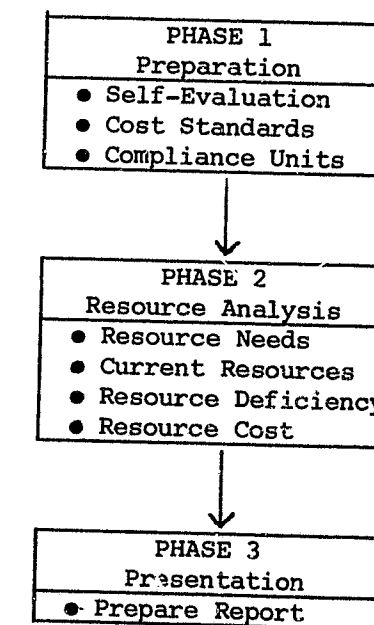 PHASE 1
Preparation
● Self-Evaluation
● Cost Standards
● Compliance Units
PHASE 2
Resource Analysis
● Resource Needs
● Current Resources
● Resource Deficiency
● Resource Cost
PHASE 3
Presentation
● Prepare Report